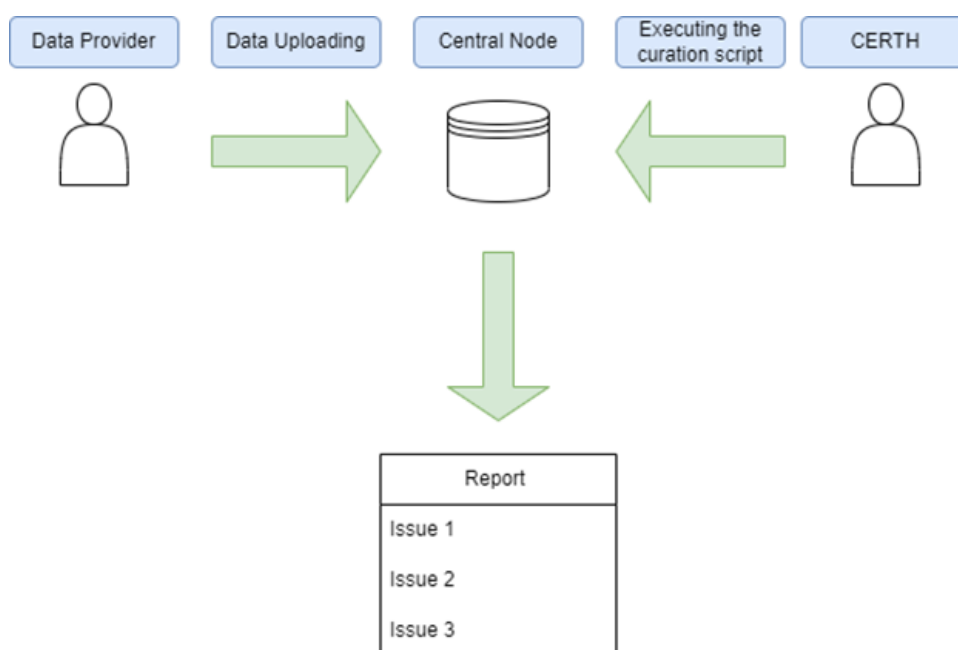 Data Provider
Data Uploading
Central Node
Executing the
curation script
CERTH
Report
Issue 1
Issue 2
Issue 3